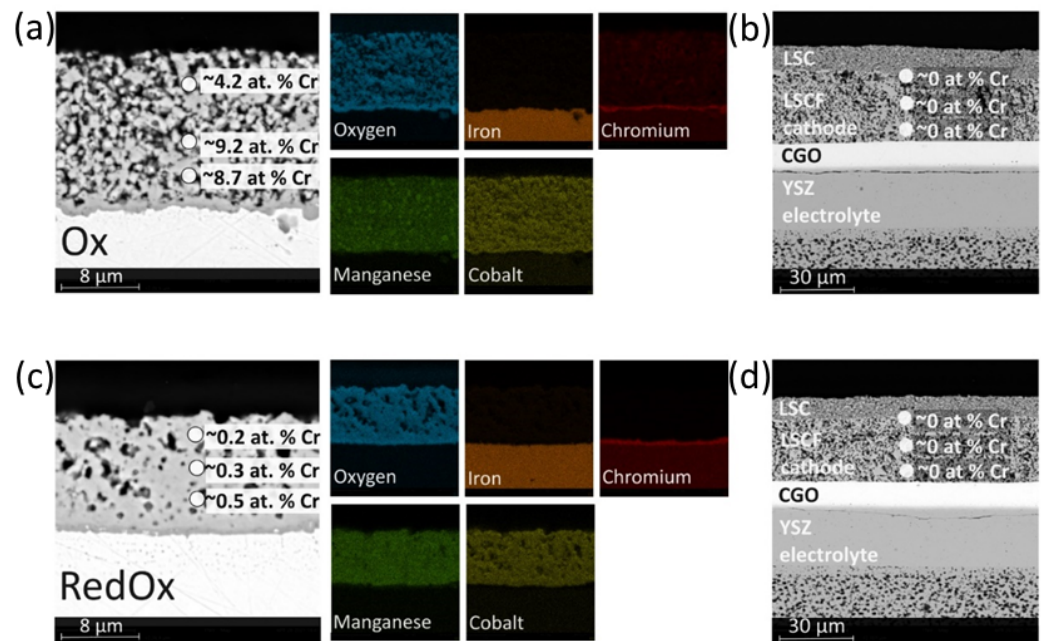 (a)
~4.2 at. % Cr
~9.2 at. % Cr
~8.7 at % Cr
Ox
8 µm
Oxygen
Iron
Chromium
Manganese
Cobalt
(b)
LSC
~0 at % Cr
LSCF
~0 at % Cr
cathode
~0 at % Cr
CGO
YSZ
electrolyte
30 µm
(c)
~0.2 at. % Cr
~0.3 at. % Cr
~0.5 at. % Cr
RedOx
8 µm
Oxygen
Iron
Chromium
Manganese
Cobalt
(d)
LSC
~0 at % Cr
LSCF
~0 at % Cr
cathode
~0 at % Cr
CGO
YSZ
electrolyte
30 µm